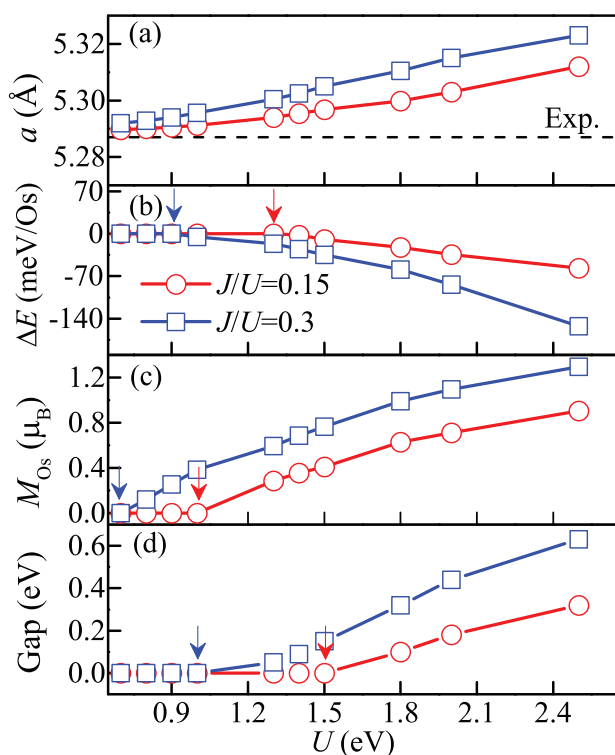 (a)
5.32
5.30
5.28
a (Å)
Exp.
(b)
70
0
-70
-140
ΔE (meV/Os)
J/U=0.15
J/U=0.3
(c)
1.2
0.8
0.4
0.0
M_Os (μ_B)
(d)
0.6
0.4
0.2
0.0
Gap (eV)
0.9 1.2 1.5 1.8 2.1 2.4
U (eV)